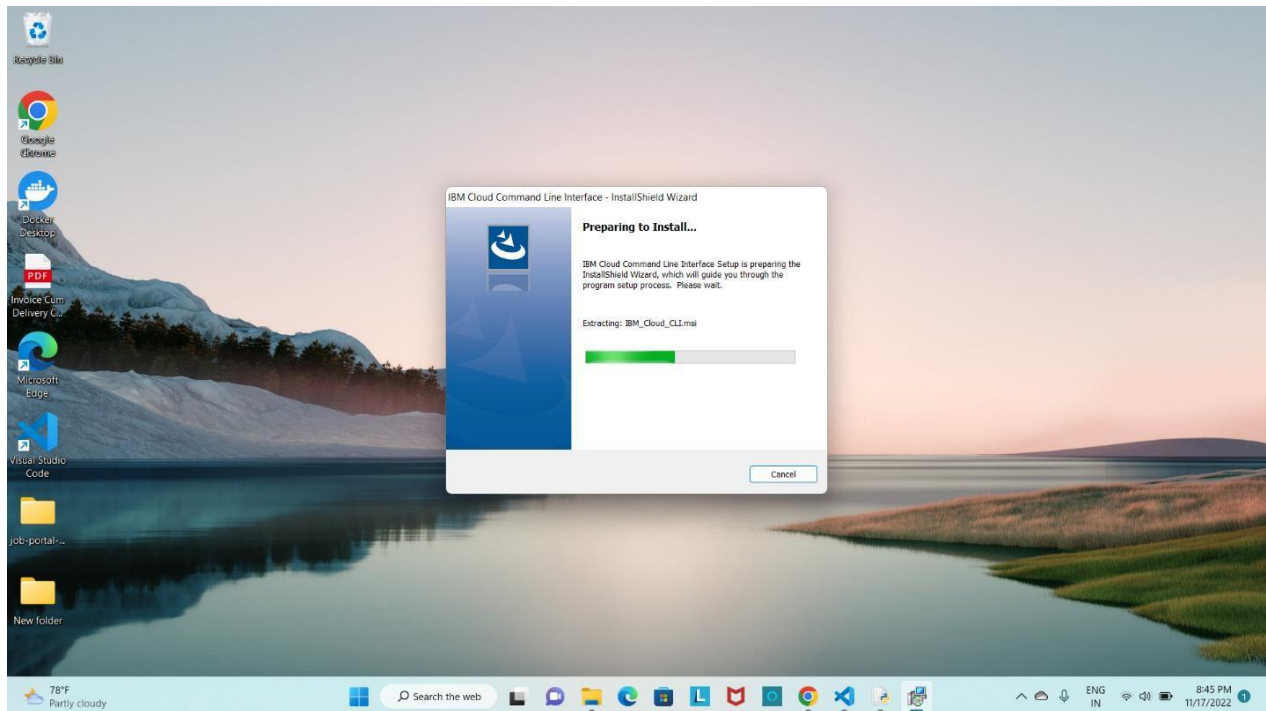 Recycle Bin
Google
Chrome
Docker
Desktop
PDF
Invoice Cum
Delivery C...
Microsoft
Edge
Visual Studio
Code
job-portal-...
New folder
IBM Cloud Command Line Interface - InstallShield Wizard
Preparing to Install...
IBM Cloud Command Line Interface Setup is preparing the
InstallShield Wizard, which will guide you through the
program setup process. Please wait.
Extracting: IBM_Cloud_CLI.msi
Cancel
78°F
Partly cloudy
Search the web
L
ENG
IN
8:45 PM
11/17/2022
1